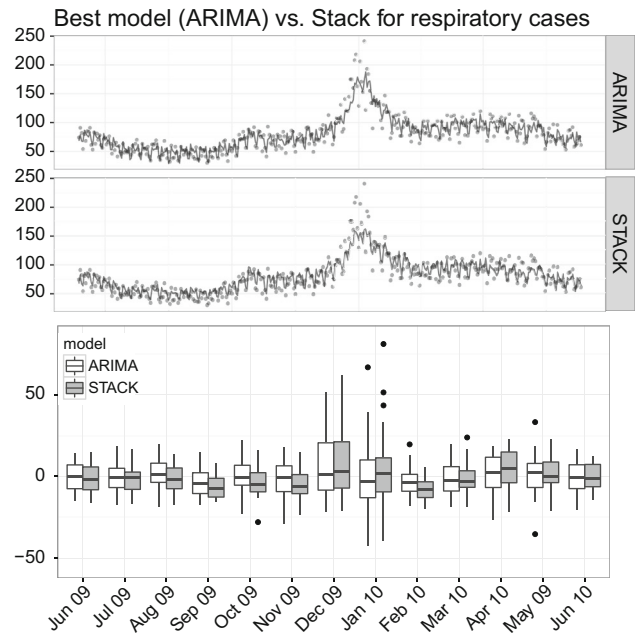 Best model (ARIMA) vs. Stack for respiratory cases
250
200
150
100
50
ARIMA
250
200
150
100
50
STACK
model
ARIMA
STACK
50
0
−50
Jun 09
Jul 09
Aug 09
Sep 09
Oct 09
Nov 09
Dec 09
Jan 10
Feb 10
Mar 10
Apr 10
May 09
Jun 10